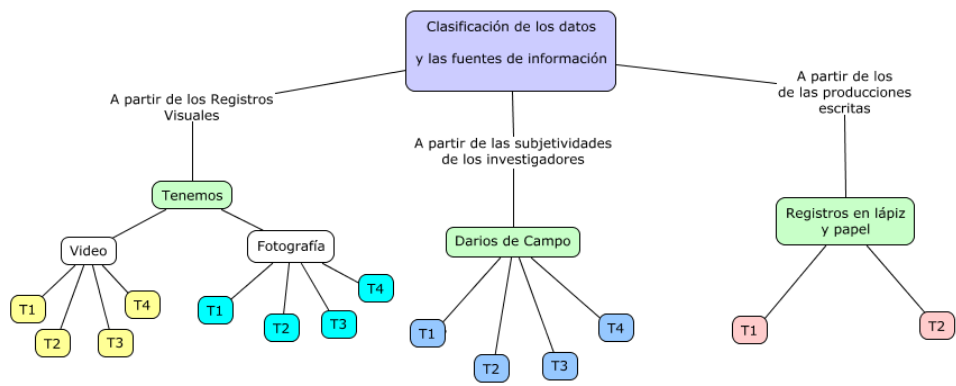 Clasificación de los datos
y las fuentes de información
A partir de los Registros
Visuales
A partir de las subjetividades
de los investigadores
A partir de los
de las producciones
escritas
Tenemos
Video
Fotografía
Darios de Campo
Registros en lápiz
y papel
T1
T2
T3
T4
T1
T2
T3
T4
T1
T2
T3
T4
T1
T2